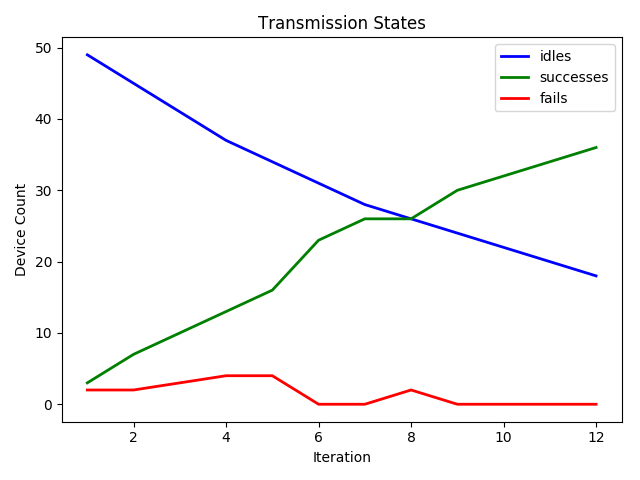 Transmission States
50
40
30
20
10
0
Device Count
idles
successes
fails
2 4 6 8 10 12
Iteration